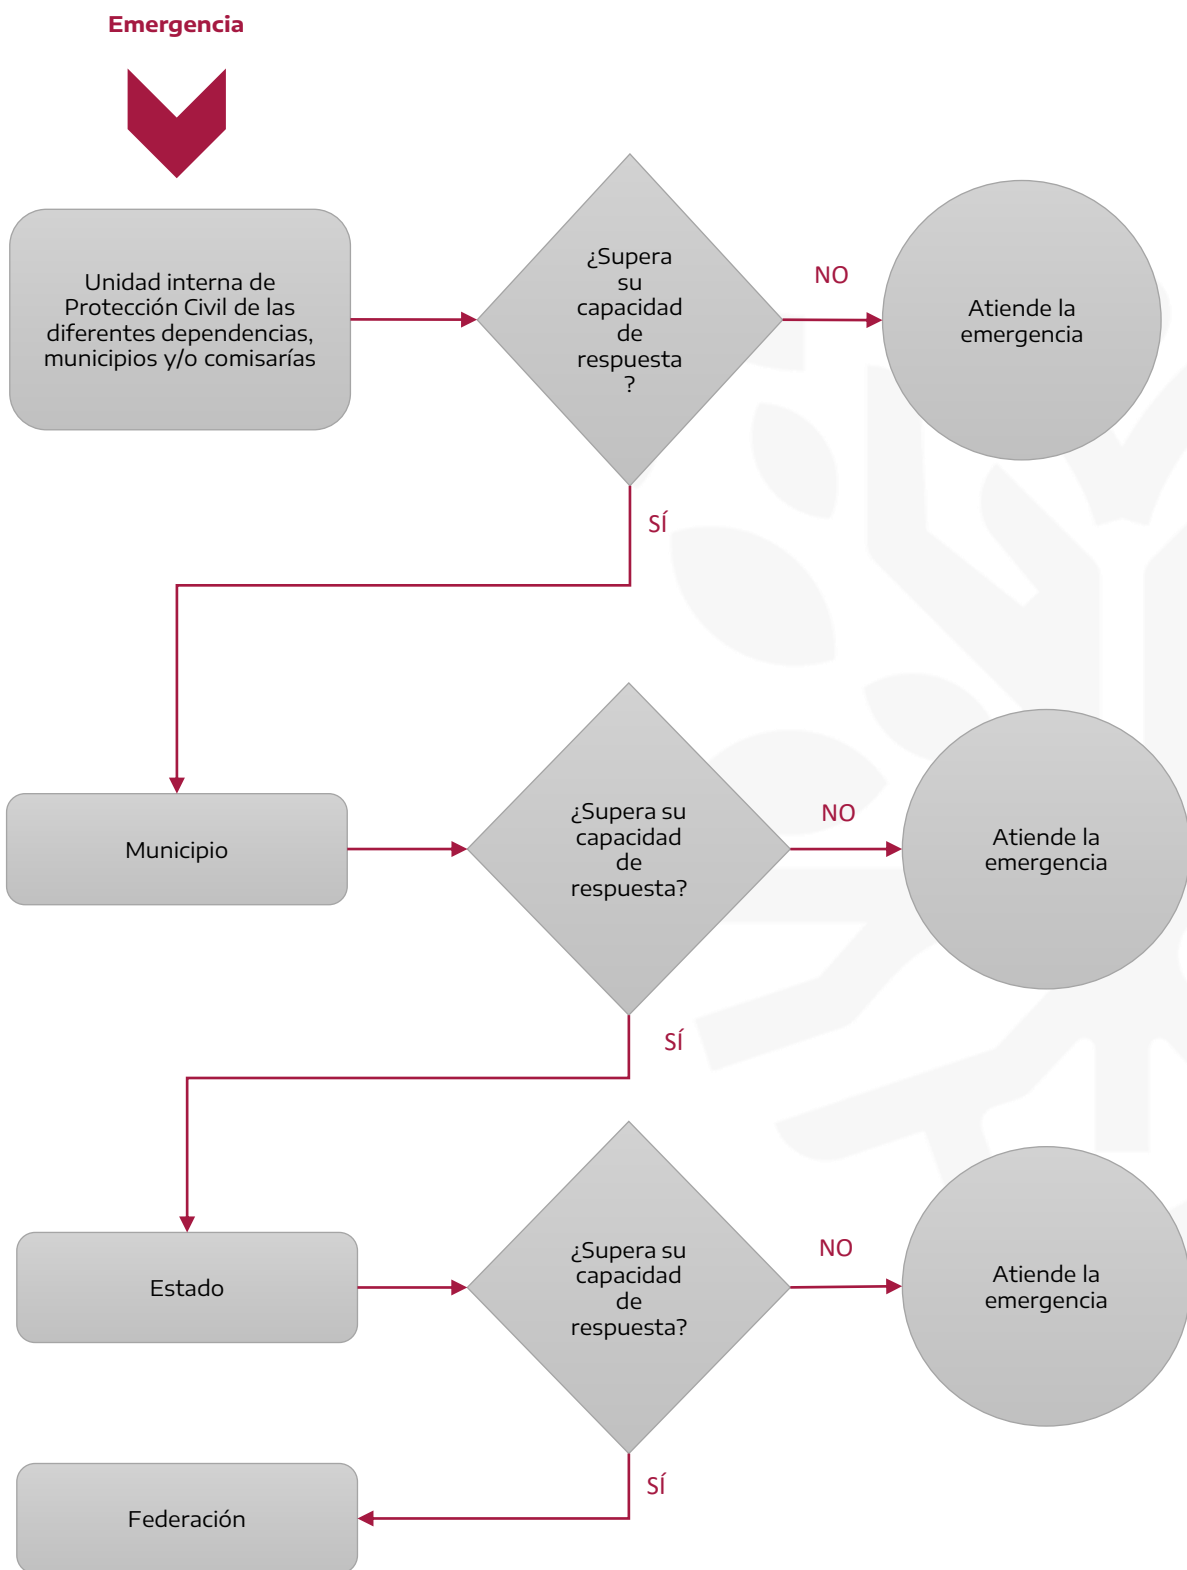 Emergencia
Unidad interna de
Protección Civil de las
diferentes dependencias,
municipios y/o comisarías
¿Supera
su
capacidad
de
respuesta
?
NO
Atiende la
emergencia
SÍ
Municipio
¿Supera su
capacidad
de
respuesta?
NO
Atiende la
emergencia
SÍ
Estado
¿Supera su
capacidad
de
respuesta?
NO
Atiende la
emergencia
SÍ
Federación